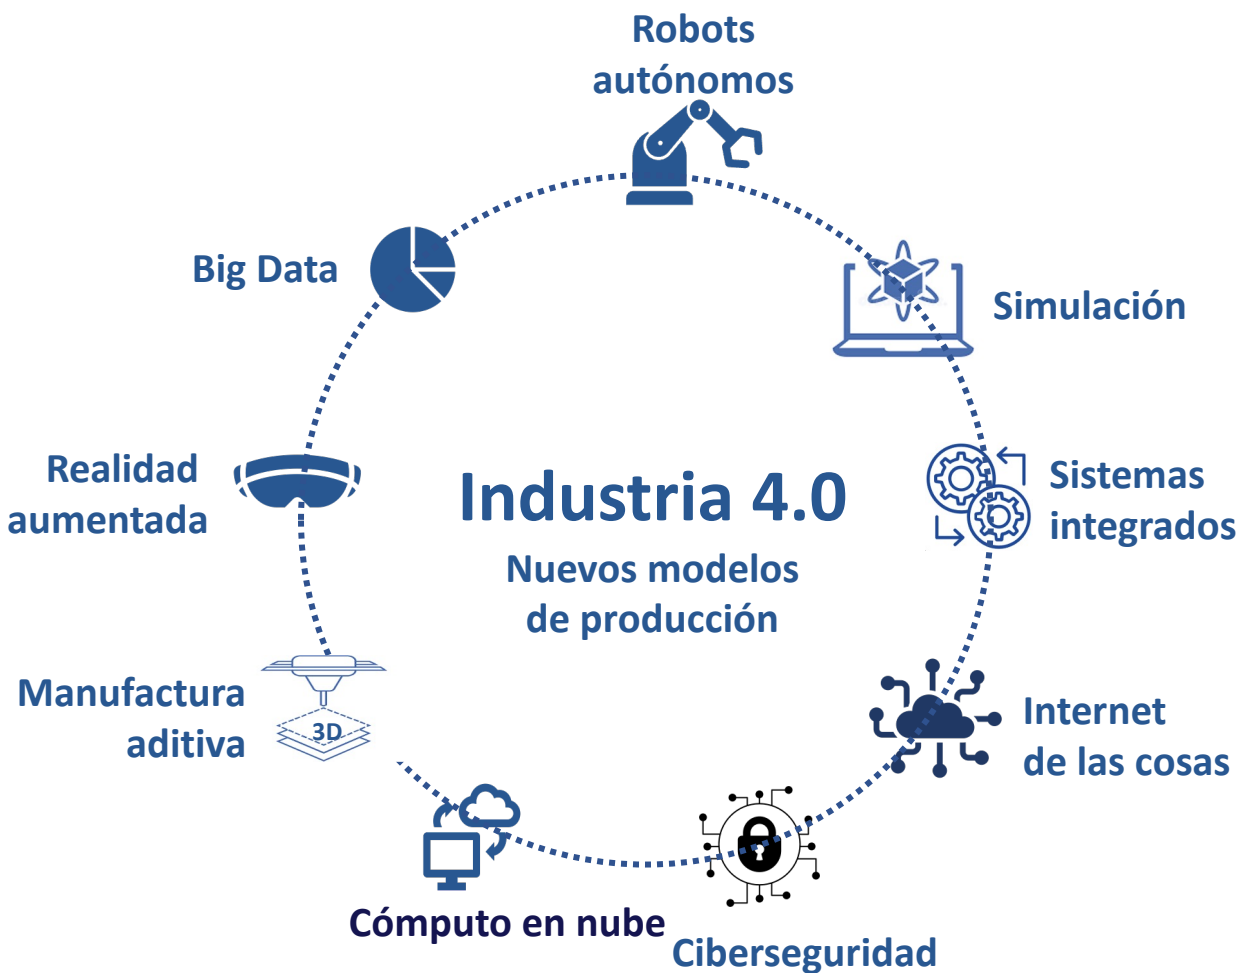 Robots
autónomos
Big Data
Simulación
Realidad
aumentada
Industria 4.0
Nuevos modelos
de producción
Sistemas
integrados
Manufactura
aditiva
3D
Internet
de las cosas
Cómputo en nube
Ciberseguridad